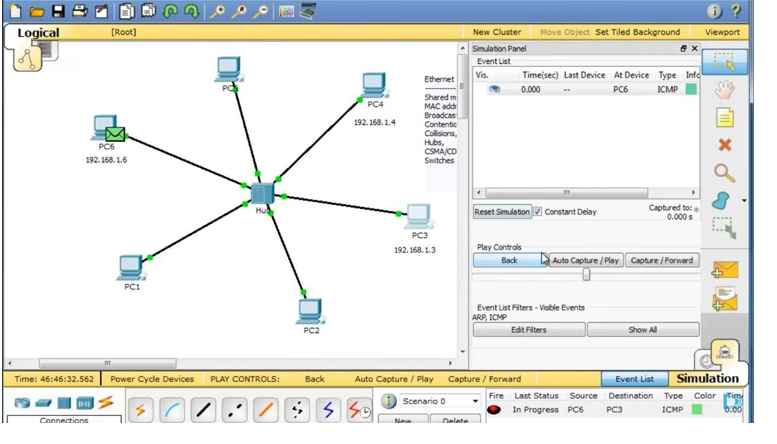 Logical
[Root]
New Cluster
Move Object
Set Tiled Background
Viewport
Simulation Panel
Event List
Vis.
Time(sec)
Last Device
At Device
Type
Info
0.000
--
PC6
ICMP
PC4
192.168.1.4
Ethernet
Shared m
MAC addr
Broadcas
Contentio
Collisions,
Hubs,
CSMA/CD
Switches
PC6
192.168.1.6
Hu
PC3
192.168.1.3
PC1
PC2
Reset Simulation
Constant Delay
Captured to:
0.000 s
*
Play Controls
Back
Auto Capture / Play
Capture / Forward
Event List Filters - Visible Events
ARP, ICMP
Edit Filters
Show All
Time: 46:46:32.562
Power Cycle Devices
PLAY CONTROLS:
Back
Auto Capture / Play
Capture / Forward
Event List
Simulation
Connections
Scenario 0
New
Delete
Fire
Last Status
Source
Destination
Type
Color
In Progress
PC6
PC3
ICMP